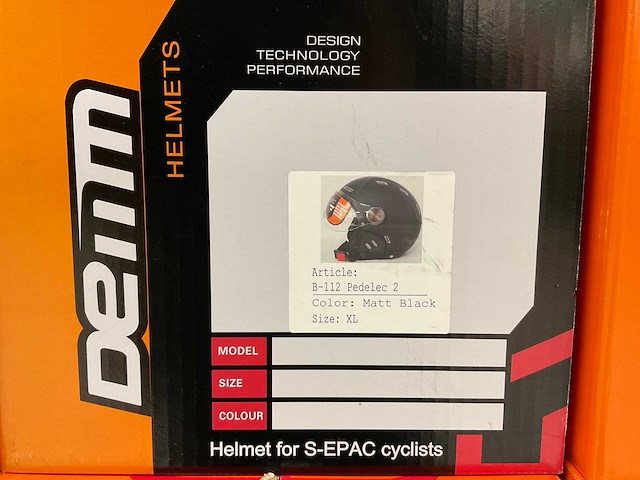 Demm
HELMETS
DESIGN
TECHNOLOGY
PERFORMANCE
Article:
B-112 Pedelec 2
Color: Matt Black
Size: XL
MODEL
SIZE
COLOUR
Helmet for S-EPAC cyclists